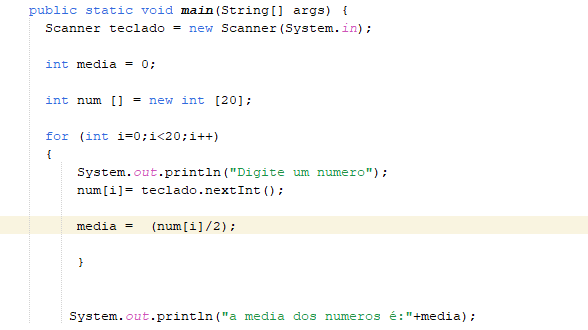 public static void main(String[] args) {
Scanner teclado = new Scanner(System.in);
int media = 0;
int num [] = new int [20];
for (int i=0;i<20;i++)
{
System.out.println("Digite um numero");
num[i]= teclado.nextInt();
media =  (num[i]/2);
}
System.out.println("a media dos numeros é:"+media);